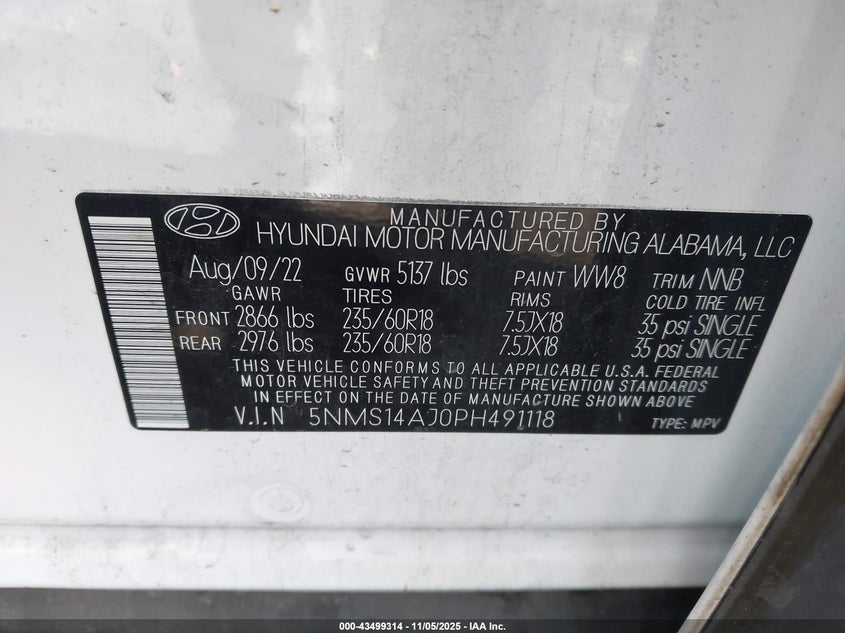 MANUFACTURED BY
HYUNDAI MOTOR MANUFACTURING ALABAMA, LLC
Aug/09/22 GVWR 5137 lbs PAINT WW8 TRIM NNB
GAWR TIRES RIMS COLD TIRE INFL
FRONT 2866 lbs 235/60R18 7.5JX18 35 psi SINGLE
REAR 2976 lbs 235/60R18 7.5JX18 35 psi SINGLE
THIS VEHICLE CONFORMS TO ALL APPLICABLE U.S.A. FEDERAL
MOTOR VEHICLE SAFETY AND THEFT PREVENTION STANDARDS
IN EFFECT ON THE DATE OF MANUFACTURE SHOWN ABOVE.
V.I.N 5NMS14AJ0PH491118 TYPE: MPV
000-43499314 - 11/05/2025 - IAA Inc.